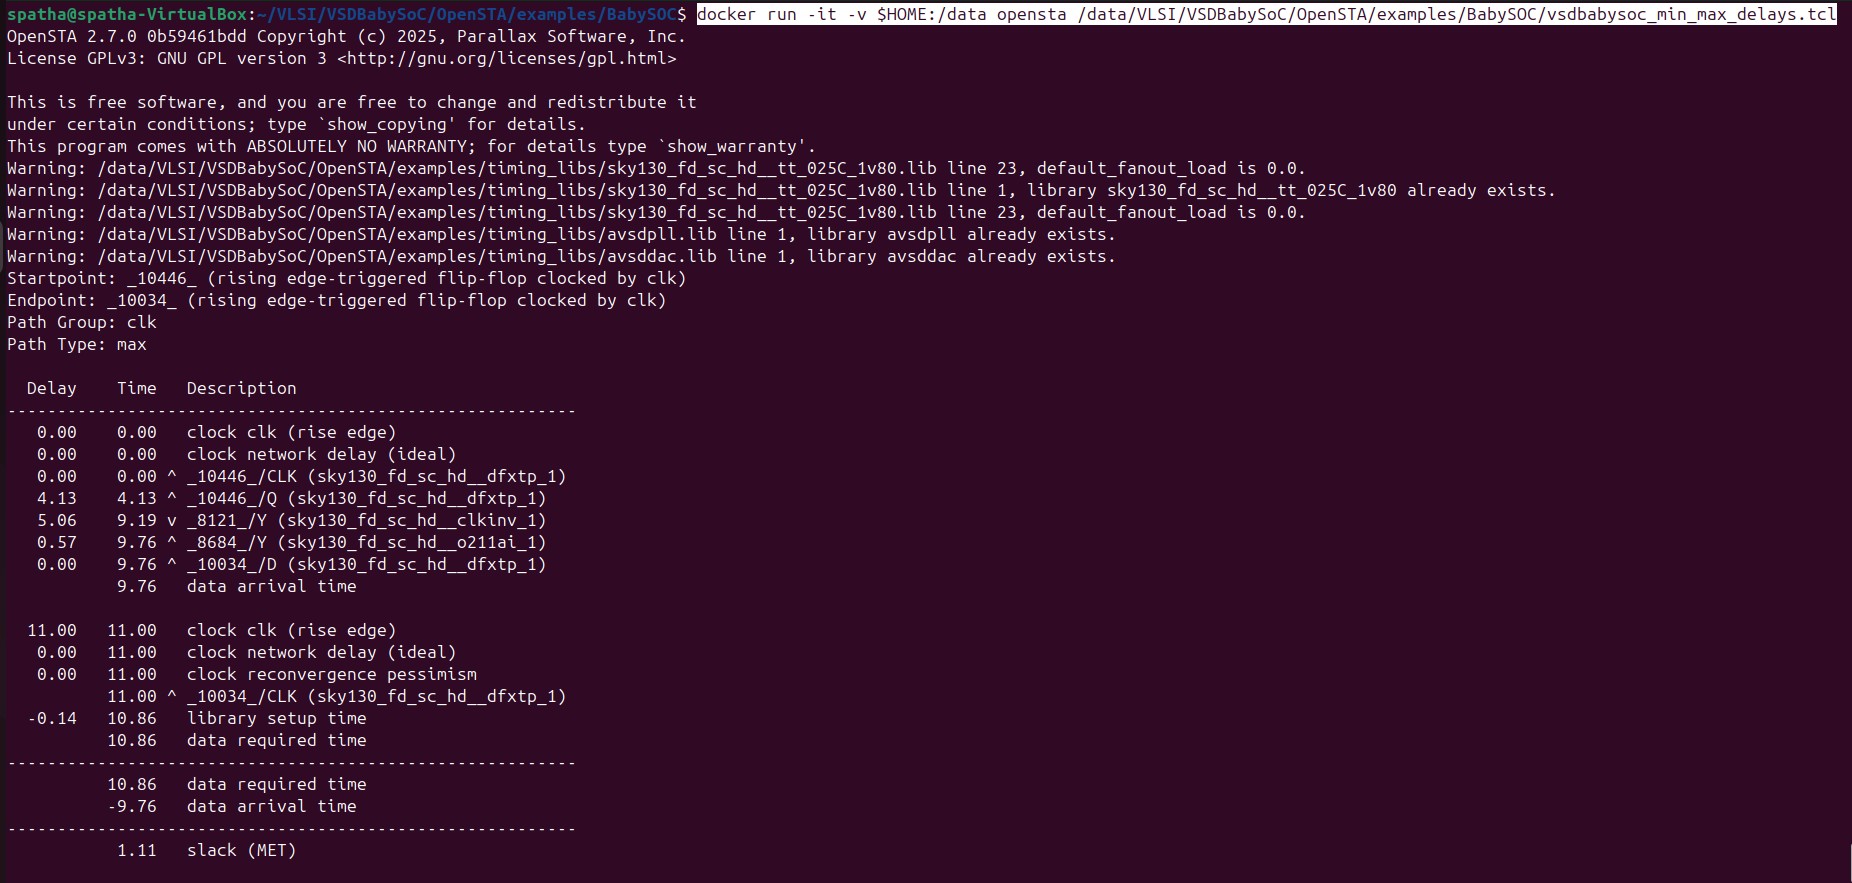 spatha@spatha-VirtualBox:~/VLSI/VSDBabySoC/OpenSTA/examples/BabySOC$ docker run -it -v $HOME:/data opensta /data/VLSI/VSDBabySoC/OpenSTA/examples/BabySOC/vsdbabysoc_min_max_delays.tcl
OpenSTA 2.7.0 0b59461bdd Copyright (c) 2025, Parallax Software, Inc.
License GPLv3: GNU GPL version 3 <http://gnu.org/licenses/gpl.html>

This is free software, and you are free to change and redistribute it
under certain conditions; type `show_copying' for details.
This program comes with ABSOLUTELY NO WARRANTY; for details type `show_warranty'.
Warning: /data/VLSI/VSDBabySoC/OpenSTA/examples/timing_libs/sky130_fd_sc_hd__tt_025C_1v80.lib line 23, default_fanout_load is 0.0.
Warning: /data/VLSI/VSDBabySoC/OpenSTA/examples/timing_libs/sky130_fd_sc_hd__tt_025C_1v80.lib line 1, library sky130_fd_sc_hd__tt_025C_1v80 already exists.
Warning: /data/VLSI/VSDBabySoC/OpenSTA/examples/timing_libs/sky130_fd_sc_hd__tt_025C_1v80.lib line 23, default_fanout_load is 0.0.
Warning: /data/VLSI/VSDBabySoC/OpenSTA/examples/timing_libs/avsdpll.lib line 1, library avsdpll already exists.
Warning: /data/VLSI/VSDBabySoC/OpenSTA/examples/timing_libs/avsddac.lib line 1, library avsddac already exists.
Startpoint: _10446_ (rising edge-triggered flip-flop clocked by clk)
Endpoint: _10034_ (rising edge-triggered flip-flop clocked by clk)
Path Group: clk
Path Type: max

  Delay    Time   Description
---------------------------------------------------------
   0.00    0.00   clock clk (rise edge)
   0.00    0.00   clock network delay (ideal)
   0.00    0.00 ^ _10446_/CLK (sky130_fd_sc_hd__dfxtp_1)
   4.13    4.13 ^ _10446_/Q (sky130_fd_sc_hd__dfxtp_1)
   5.06    9.19 v _8121_/Y (sky130_fd_sc_hd__clkinv_1)
   0.57    9.76 ^ _8684_/Y (sky130_fd_sc_hd__o211ai_1)
   0.00    9.76 ^ _10034_/D (sky130_fd_sc_hd__dfxtp_1)
           9.76   data arrival time

  11.00   11.00   clock clk (rise edge)
   0.00   11.00   clock network delay (ideal)
   0.00   11.00   clock reconvergence pessimism
          11.00 ^ _10034_/CLK (sky130_fd_sc_hd__dfxtp_1)
  -0.14   10.86   library setup time
          10.86   data required time
---------------------------------------------------------
          10.86   data required time
          -9.76   data arrival time
---------------------------------------------------------
           1.11   slack (MET)